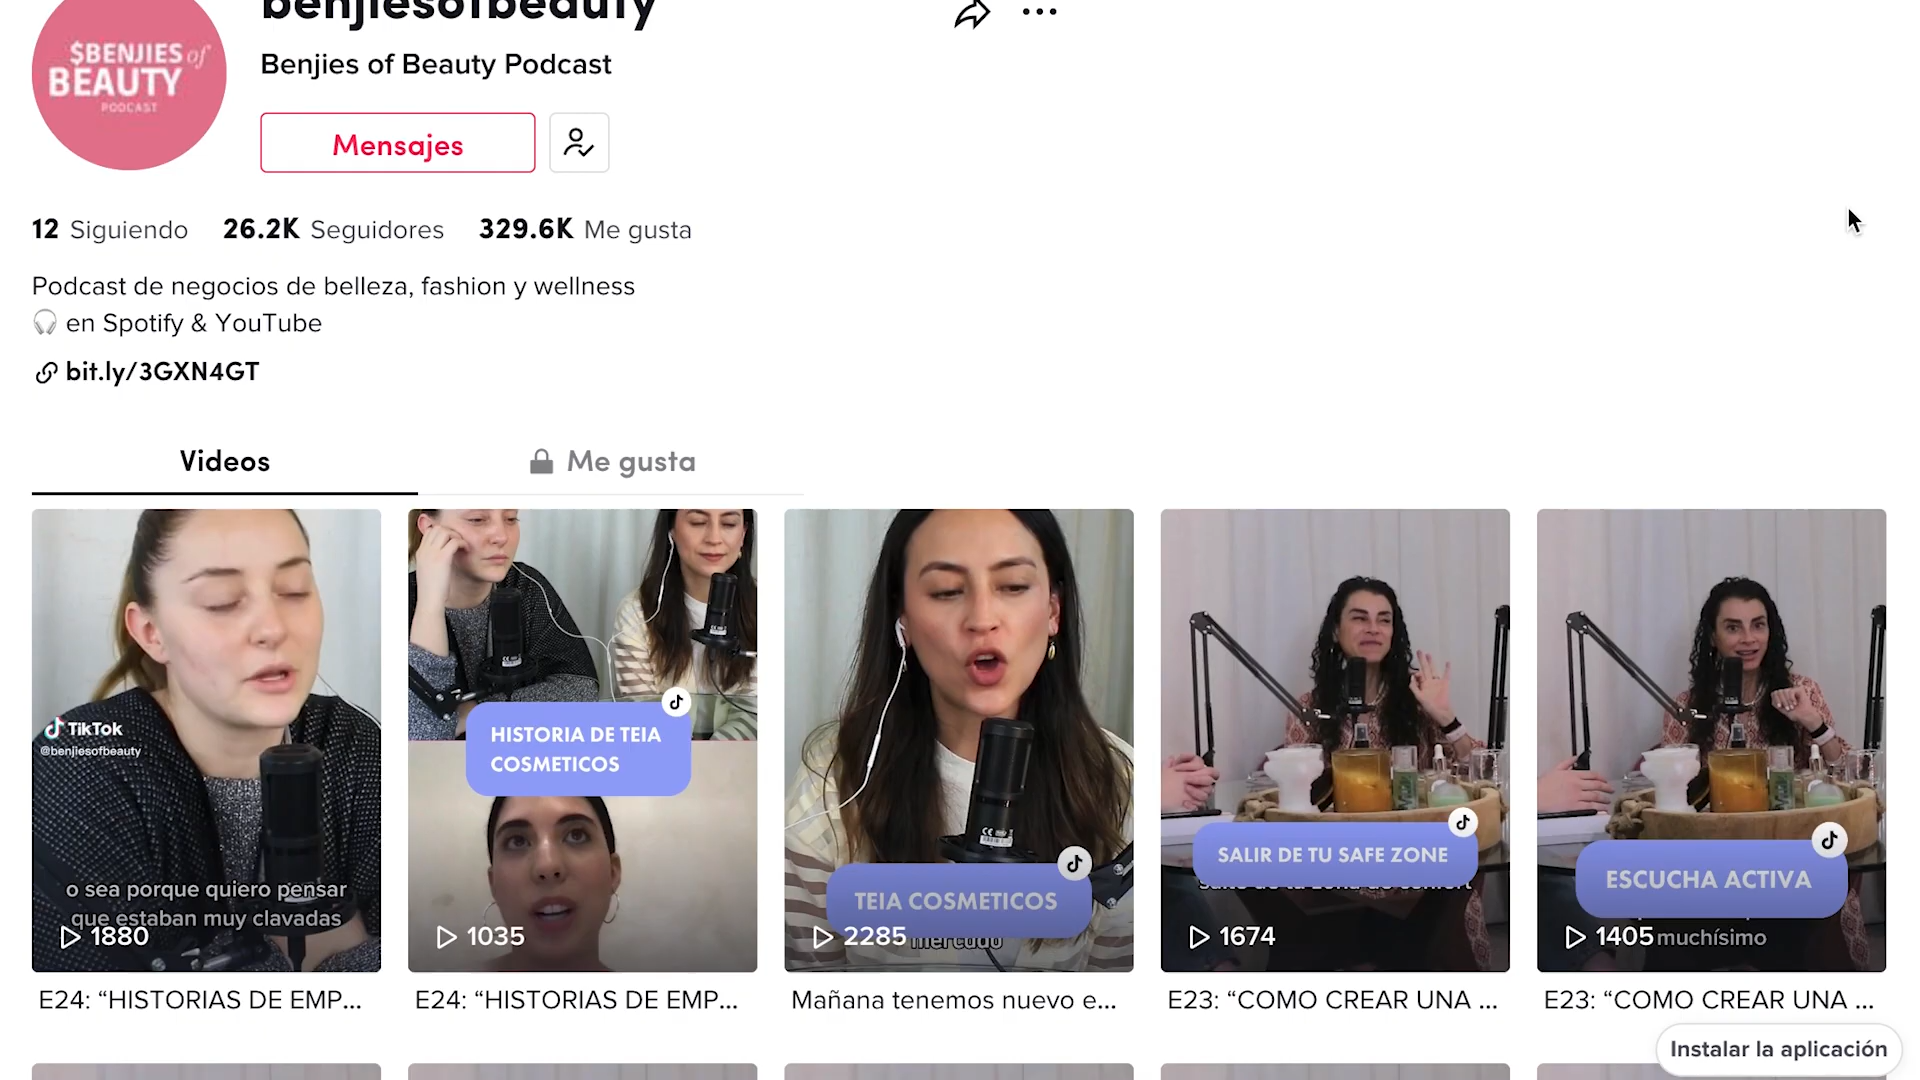 benjiesofbeauty
$BENJIES of
BEAUTY
PODCAST
Benjies of Beauty Podcast
Mensajes
12 Siguiendo 26.2K Seguidores 329.6K Me gusta
Podcast de negocios de belleza, fashion y wellness
🎧 en Spotify & YouTube
bit.ly/3GXN4GT
Videos
Me gusta
TikTok
@benjiesofbeauty
o sea porque quiero pensar
que estaban muy clavadas
1880
E24: “HISTORIAS DE EMP...
HISTORIA DE TEIA
COSMETICOS
1035
E24: “HISTORIAS DE EMP...
TEIA COSMETICOS
2285 mercado
Mañana tenemos nuevo e...
SALIR DE TU SAFE ZONE
1674
E23: “COMO CREAR UNA ...
ESCUCHA ACTIVA
1405 muchísimo
E23: “COMO CREAR UNA ...
Instalar la aplicación